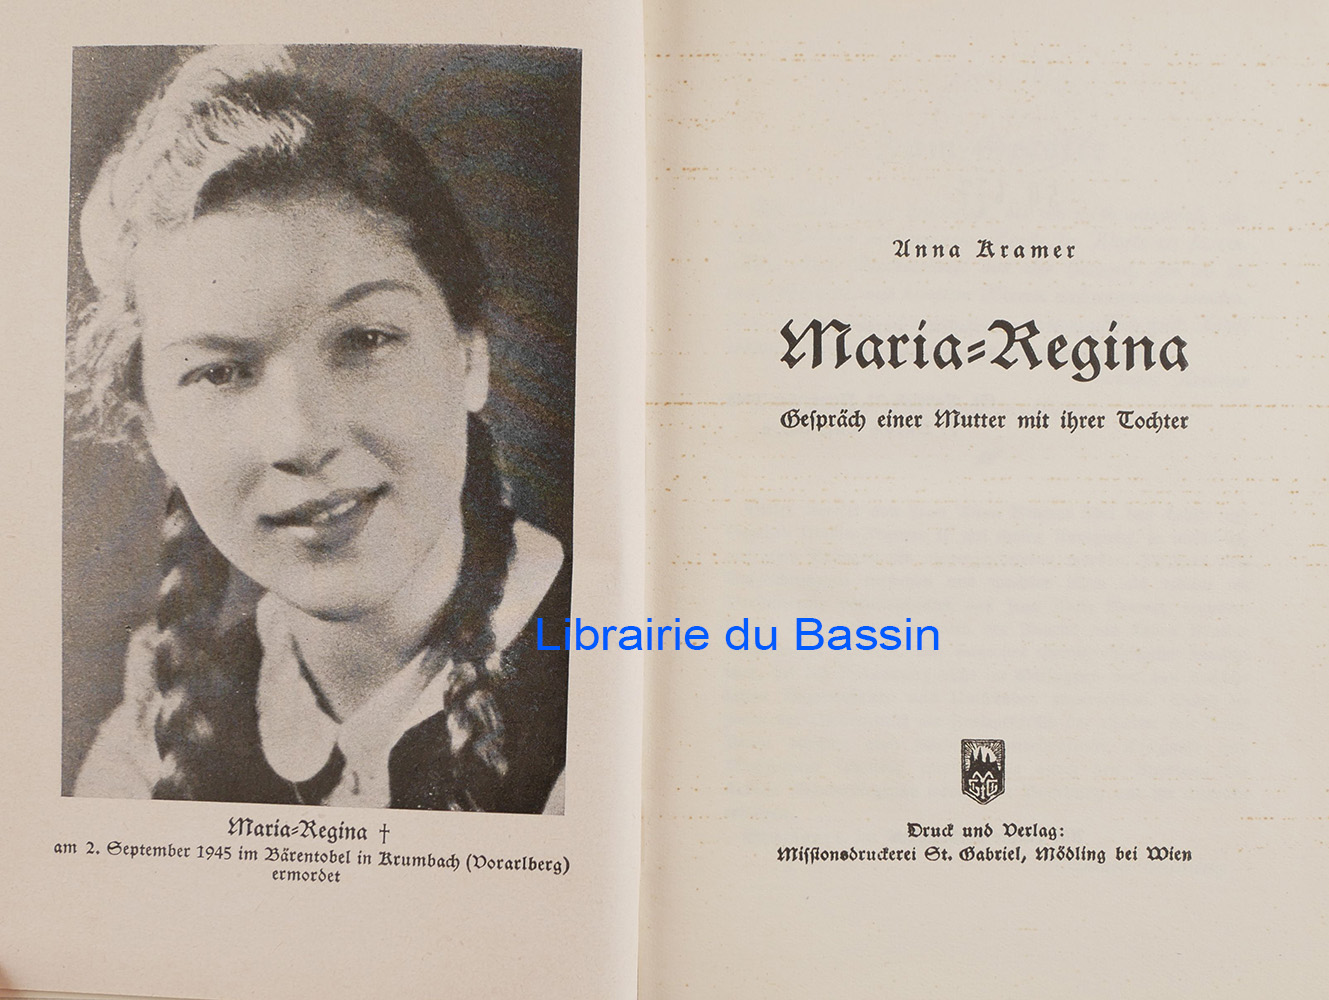 Maria-Regina †
am 2. September 1945 im Bärentobel in Krumbach (Vorarlberg)
ermordet
Anna Kramer
Maria-Regina
Gespräch einer Mutter mit ihrer Tochter
Librairie du Bassin
Druck und Verlag:
Missionsdruckerei St. Gabriel, Mödling bei Wien